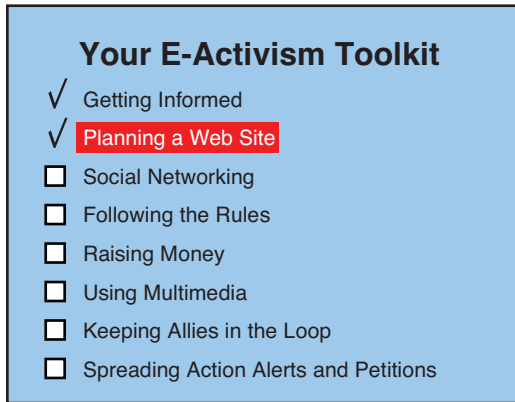 Your E-Activism Toolkit
√ Getting Informed
√ Planning a Web Site
Social Networking
Following the Rules
Raising Money
Using Multimedia
Keeping Allies in the Loop
Spreading Action Alerts and Petitions